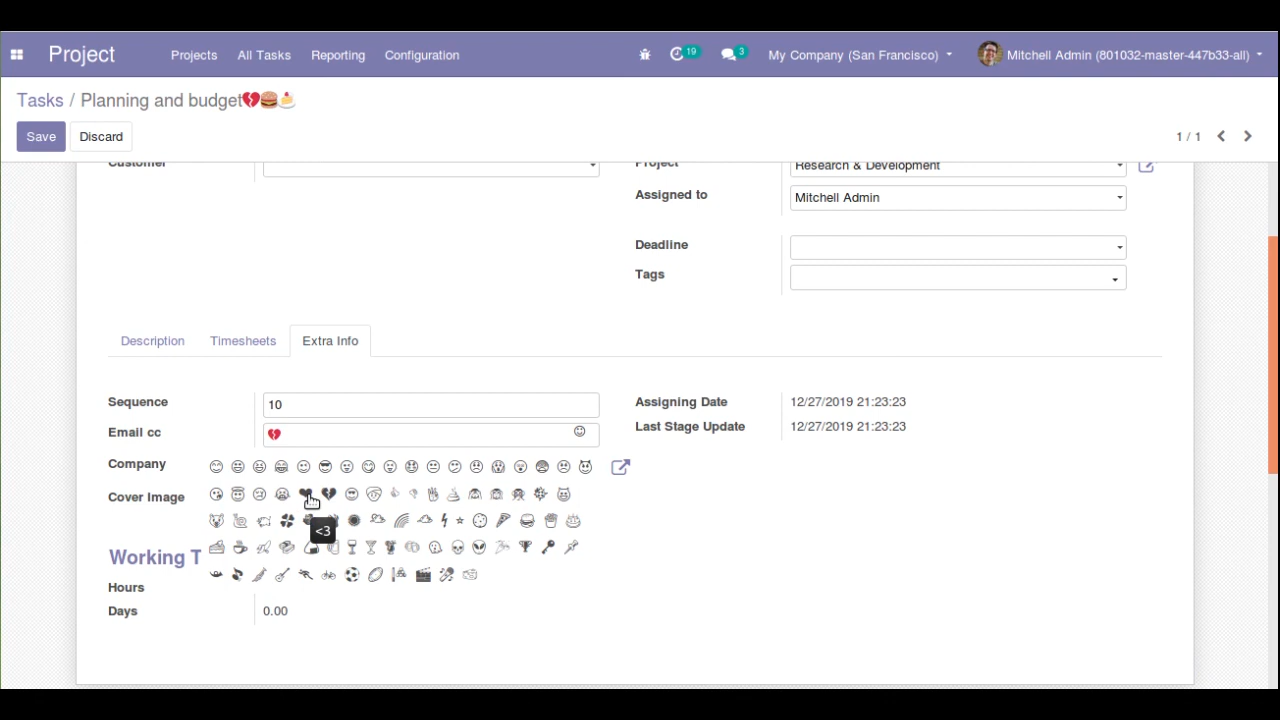 Project Projects All Tasks Reporting Configuration 19 3 My Company (San Francisco) Mitchell Admin (801032-master-447b33-all)
Tasks / Planning and budget💔🍔🍰
Save Discard 1 / 1
Customer Project Research & Development
Assigned to Mitchell Admin
Deadline
Tags
Description Timesheets Extra Info
Sequence 10 Assigning Date 12/27/2019 21:23:23
Email cc 💔 Last Stage Update 12/27/2019 21:23:23
Company
Cover Image
<3
Working T
Hours
Days 0.00